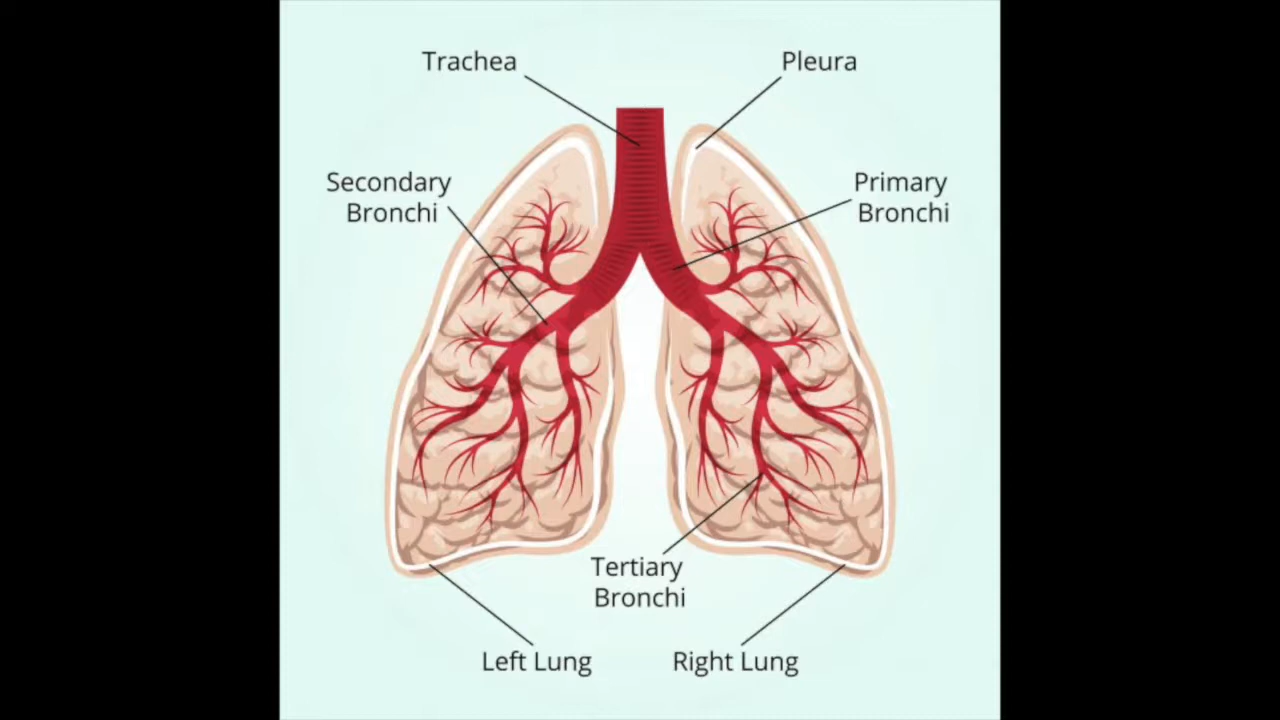 Trachea
Pleura
Secondary
Bronchi
Primary
Bronchi
Tertiary
Bronchi
Left Lung
Right Lung